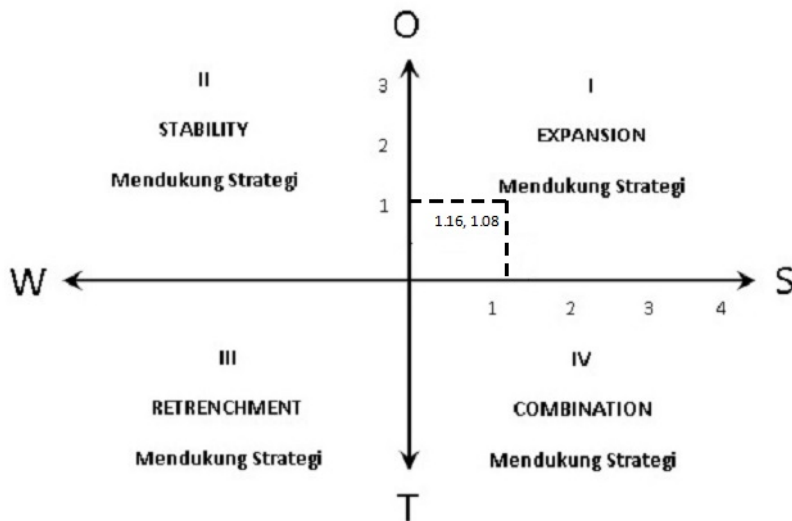 O
II
STABILITY
Mendukung Strategi
3
2
1
I
EXPANSION
Mendukung Strategi
1.16, 1.08
W
S
1 2 3 4
III
RETRENCHMENT
Mendukung Strategi
IV
COMBINATION
Mendukung Strategi
T